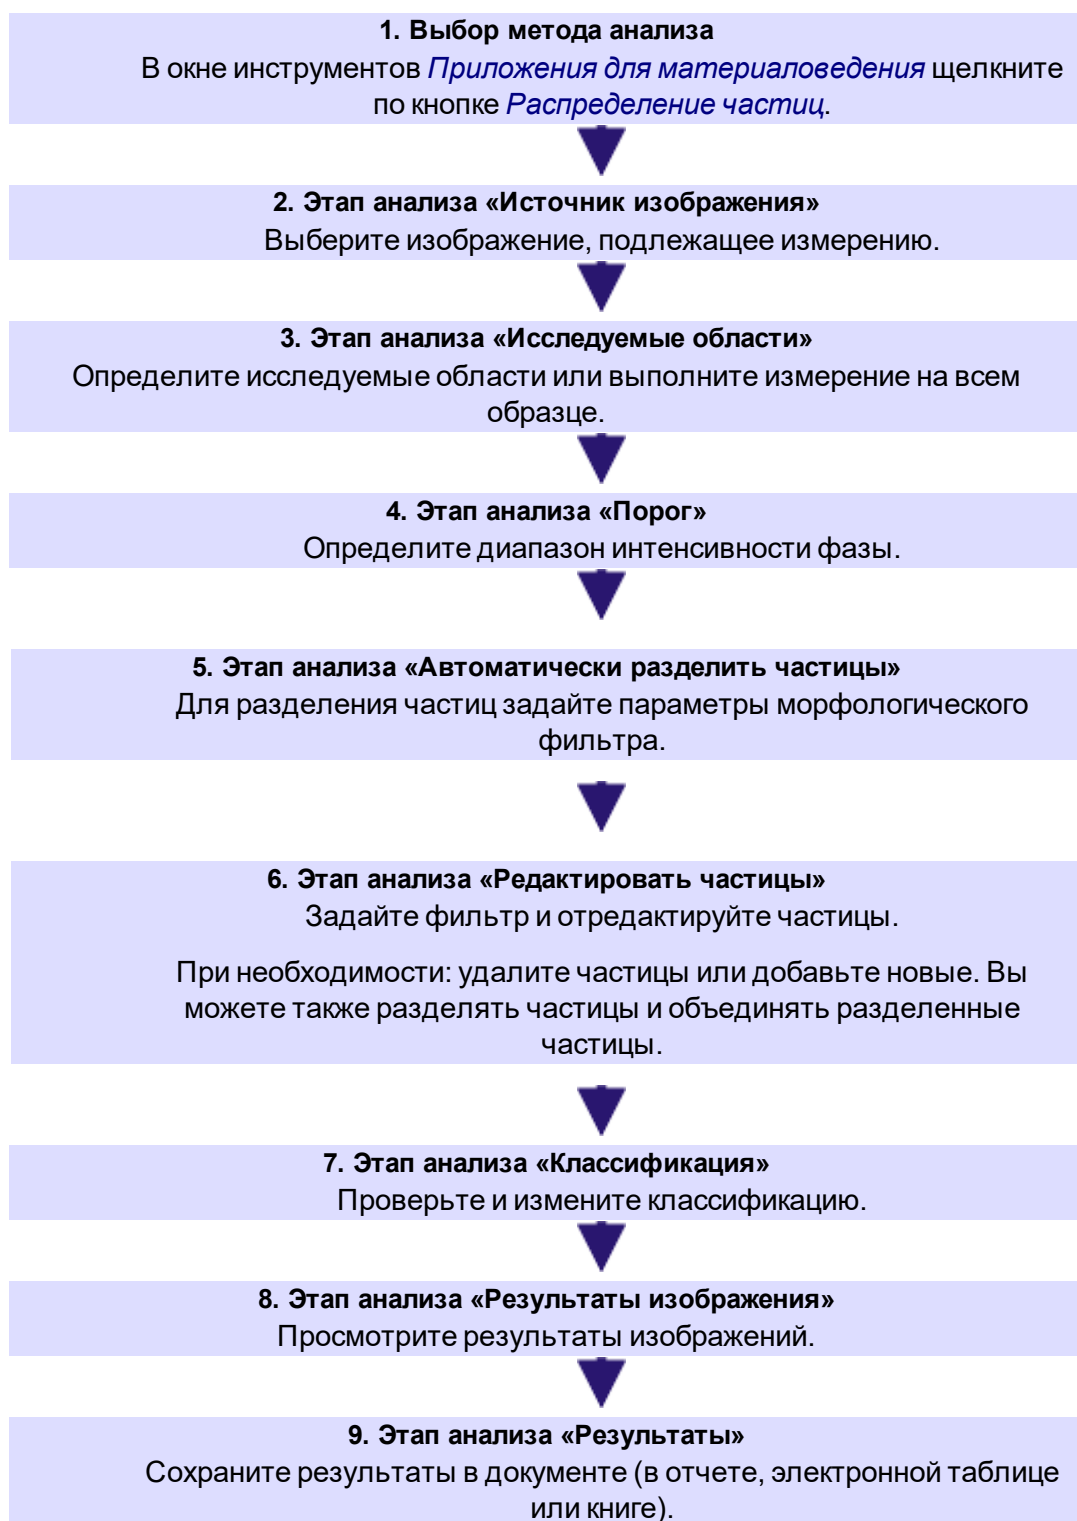 1. Выбор метода анализа
В окне инструментов Приложения для материаловедения щелкните
по кнопке Распределение частиц.
2. Этап анализа «Источник изображения»
Выберите изображение, подлежащее измерению.
3. Этап анализа «Исследуемые области»
Определите исследуемые области или выполните измерение на всем
образце.
4. Этап анализа «Порог»
Определите диапазон интенсивности фазы.
5. Этап анализа «Автоматически разделить частицы»
Для разделения частиц задайте параметры морфологического
фильтра.
6. Этап анализа «Редактировать частицы»
Задайте фильтр и отредактируйте частицы.
При необходимости: удалите частицы или добавьте новые. Вы
можете также разделять частицы и объединять разделенные
частицы.
7. Этап анализа «Классификация»
Проверьте и измените классификацию.
8. Этап анализа «Результаты изображения»
Просмотрите результаты изображений.
9. Этап анализа «Результаты»
Сохраните результаты в документе (в отчете, электронной таблице
или книге).